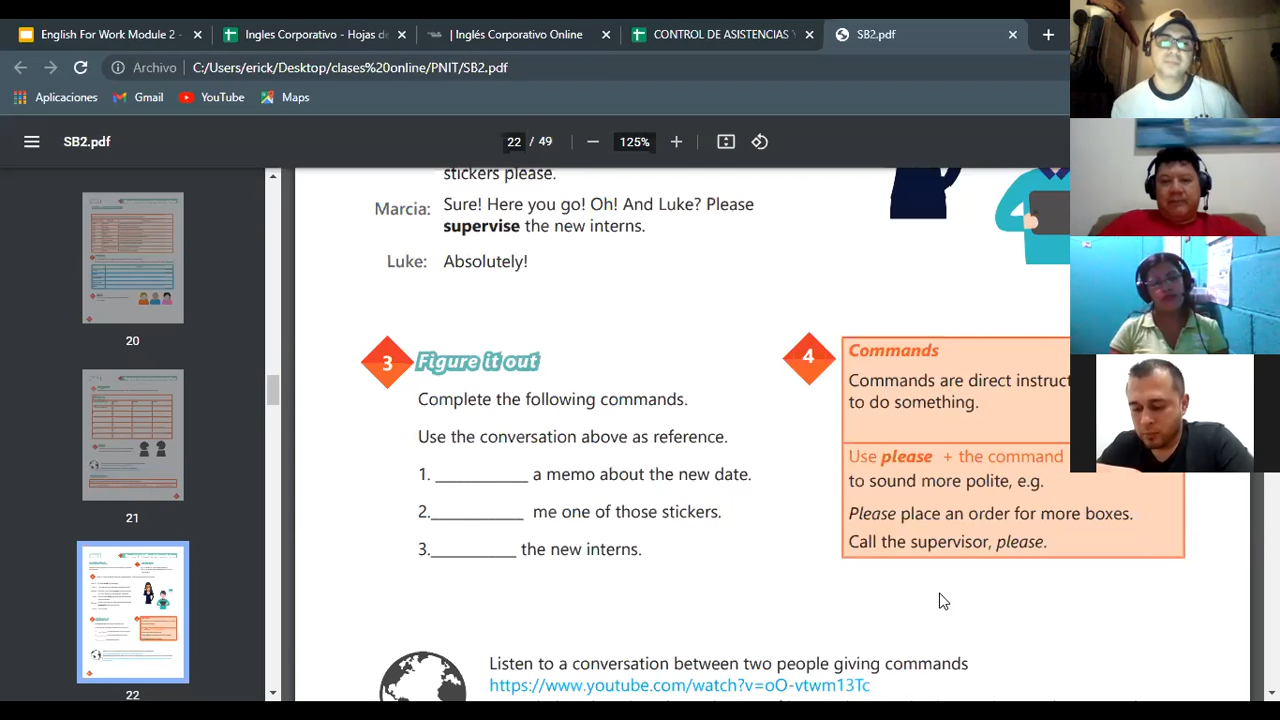 English For Work Module 2 -
Ingles Corporativo - Hojas de
| Inglés Corporativo Online
CONTROL DE ASISTENCIAS
SB2.pdf
Archivo
C:/Users/erick/Desktop/clases%20online/PNIT/SB2.pdf
Aplicaciones
Gmail
YouTube
Maps
SB2.pdf
22 / 49
125%
20
21
22
stickers please.
Marcia: Sure! Here you go! Oh! And Luke? Please
supervise the new interns.
Luke: Absolutely!
3 Figure it out
Complete the following commands.
Use the conversation above as reference.
1. __________ a memo about the new date.
2.__________ me one of those stickers.
3.__________ the new interns.
4 Commands
Commands are direct instruct
to do something.
Use please + the command
to sound more polite, e.g.
Please place an order for more boxes.
Call the supervisor, please.
Listen to a conversation between two people giving commands
https://www.youtube.com/watch?v=oO-vtwm13Tc